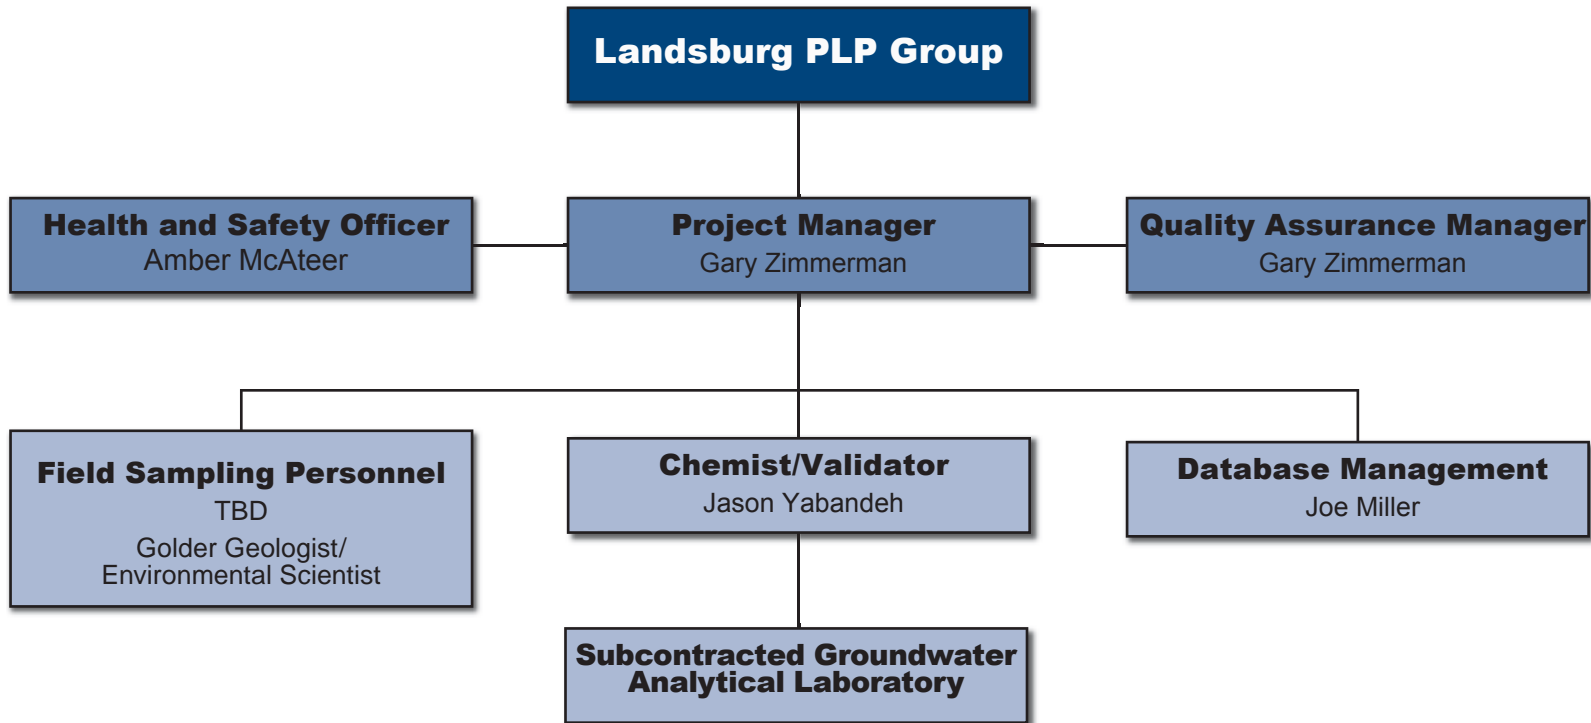 Landsburg PLP Group
Health and Safety Officer
Amber McAteer
Project Manager
Gary Zimmerman
Quality Assurance Manager
Gary Zimmerman
Field Sampling Personnel
TBD
Golder Geologist/
Environmental Scientist
Chemist/Validator
Jason Yabandeh
Database Management
Joe Miller
Subcontracted Groundwater
Analytical Laboratory